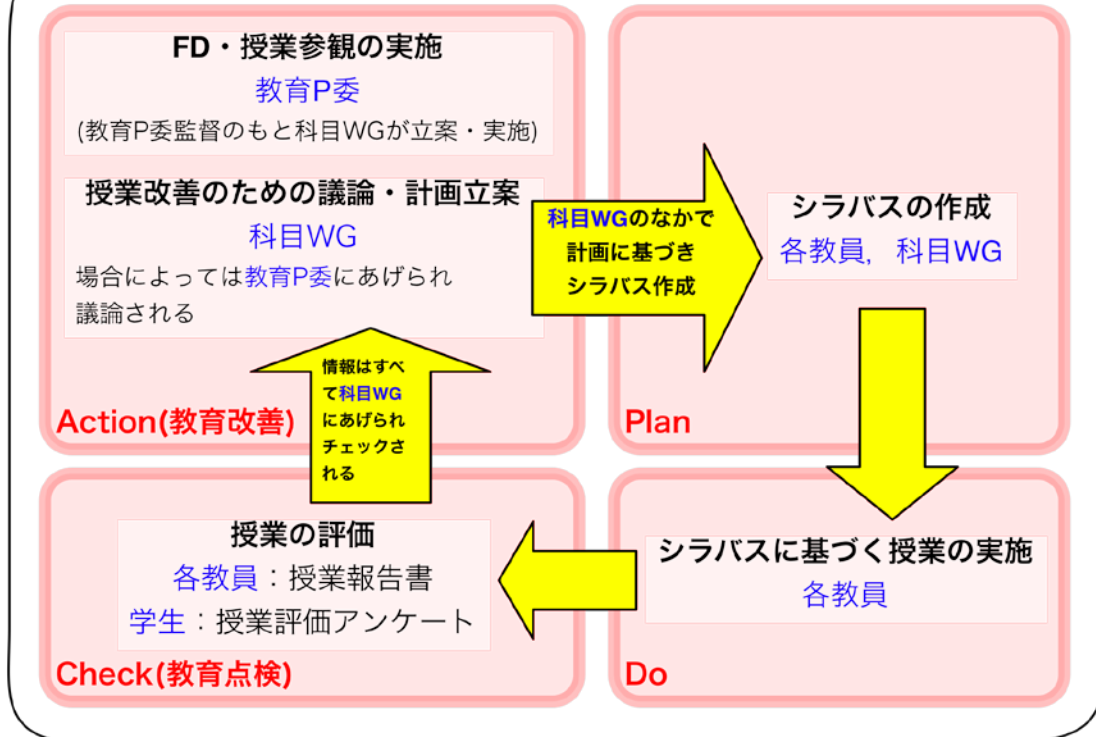 FD・授業参観の実施
教育P委
(教育P委監督のもと科目WGが立案・実施)
授業改善のための議論・計画立案
科目WG
場合によっては教育P委にあげられ
議論される
Action(教育改善)
科目WGのなかで
計画に基づき
シラバス作成
シラバスの作成
各教員, 科目WG
Plan
シラバスに基づく授業の実施
各教員
Do
授業の評価
各教員：授業報告書
学生：授業評価アンケート
Check(教育点検)
情報はすべ
て科目WG
にあげられ
チェックさ
れる